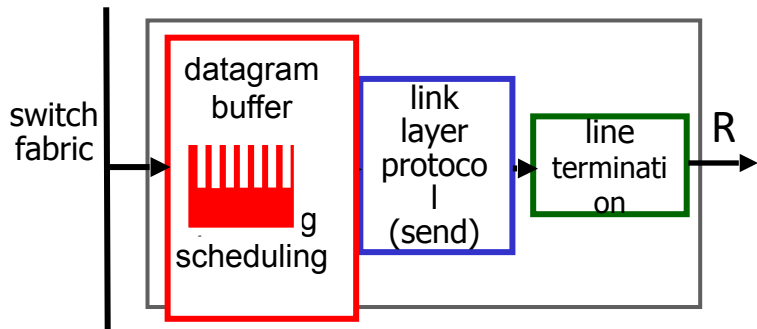 switch
fabric
datagram
buffer
g
scheduling
link
layer
protoco
l
(send)
line
terminati
on
R